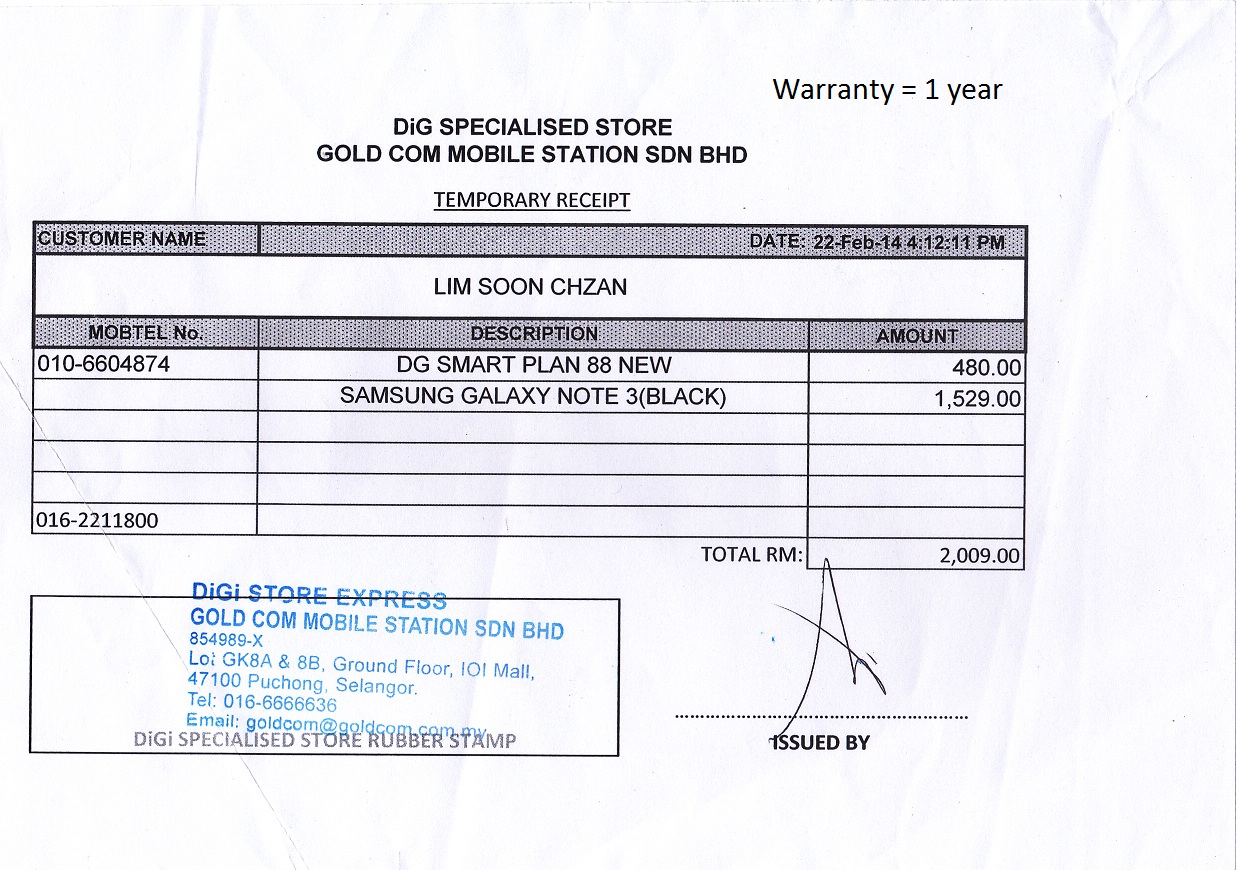 Warranty = 1 year
DiG SPECIALISED STORE
GOLD COM MOBILE STATION SDN BHD
TEMPORARY RECEIPT
CUSTOMER NAME DATE: 22-Feb-14 4:12:11 PM
LIM SOON CHZAN
MOBTEL No. DESCRIPTION AMOUNT
010-6604874 DG SMART PLAN 88 NEW 480.00
SAMSUNG GALAXY NOTE 3(BLACK) 1,529.00
016-2211800
TOTAL RM: 2,009.00
DiGi STORE EXPRESS
GOLD COM MOBILE STATION SDN BHD
854989-X
Lot GK8A & 8B, Ground Floor, IOI Mall,
47100 Puchong, Selangor.
Tel: 016-6666636
Email: goldcom@goldcom.com.my
DiGi SPECIALISED STORE RUBBER STAMP
ISSUED BY